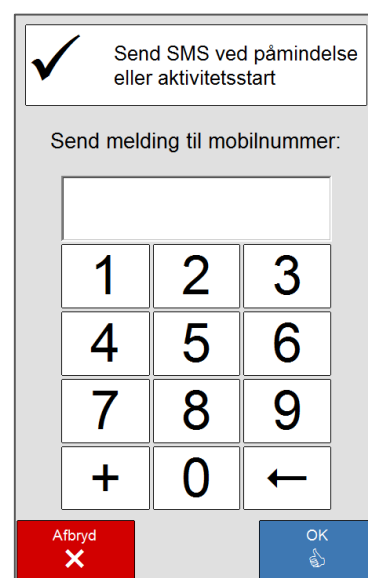 Send SMS ved påmindelse
eller aktivitetsstart
Send melding til mobilnummer:
1 2 3
4 5 6
7 8 9
+ 0 ←
Afbryd OK